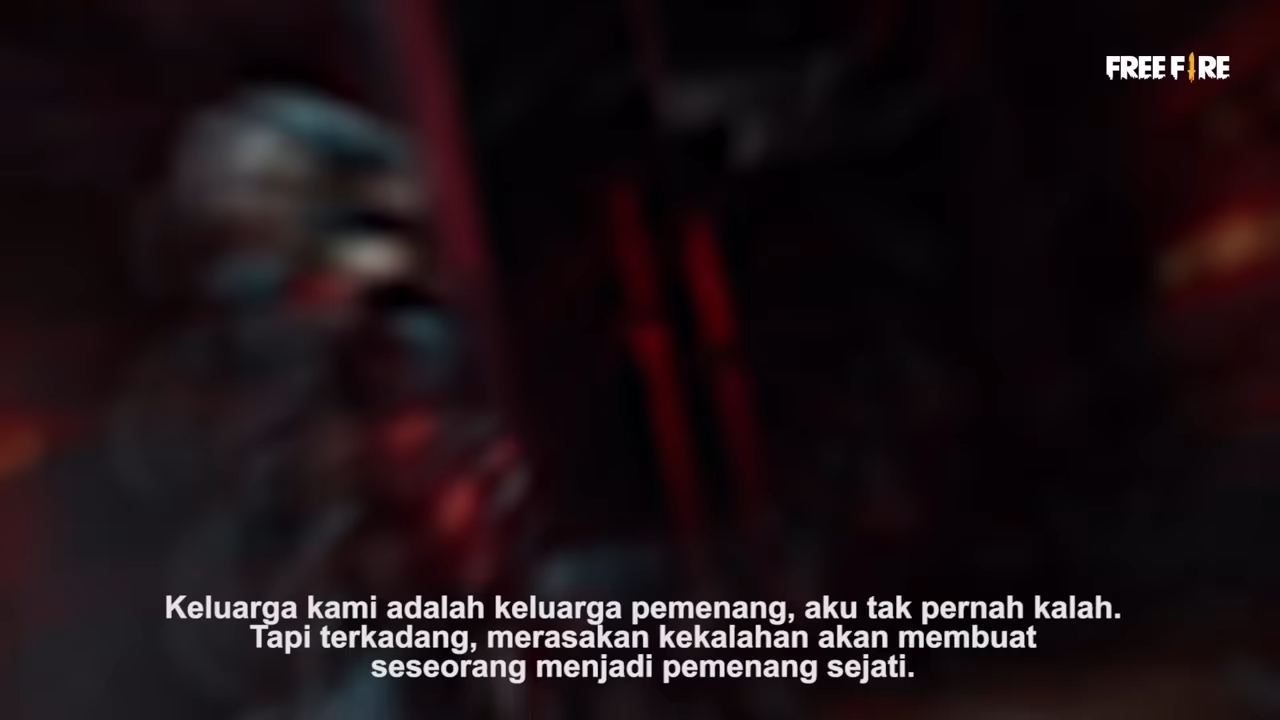 FREE FIRE
Keluarga kami adalah keluarga pemenang, aku tak pernah kalah.
Tapi terkadang, merasakan kekalahan akan membuat
seseorang menjadi pemenang sejati.